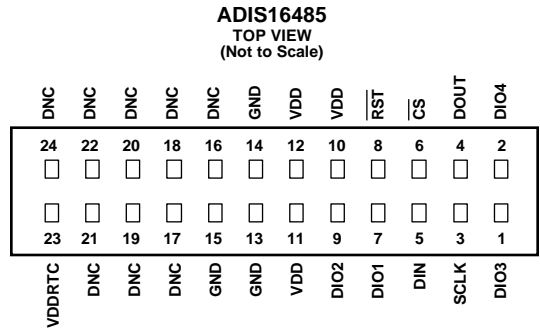 ADIS16485
TOP VIEW
(Not to Scale)
DNC DNC DNC DNC DNC GND VDD VDD RST CS DOUT DIO4
24 22 20 18 16 14 12 10 8 6 4 2
23 21 19 17 15 13 11 9 7 5 3 1
VDDRTC DNC DNC DNC GND GND VDD DIO2 DIO1 DIN SCLK DIO3